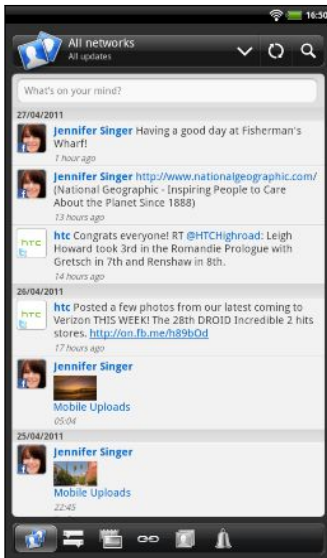 16:50
All networks
All updates
What's on your mind?
27/04/2011
Jennifer Singer Having a good day at Fisherman's
Wharf!
1 hour ago
Jennifer Singer http://www.nationalgeographic.com/
(National Geographic - Inspiring People to Care
About the Planet Since 1888)
13 hours ago
htc
htc Congrats everyone! RT @HTCHighroad: Leigh
Howard took 3rd in the Romandie Prologue with
Gretsch in 7th and Renshaw in 8th.
14 hours ago
26/04/2011
htc
htc Posted a few photos from our latest coming to
Verizon THIS WEEK! The 28th DROID Incredible 2 hits
stores. http://on.fb.me/h89bOd
17 hours ago
Jennifer Singer
Mobile Uploads
05:04
25/04/2011
Jennifer Singer
Mobile Uploads
22:45